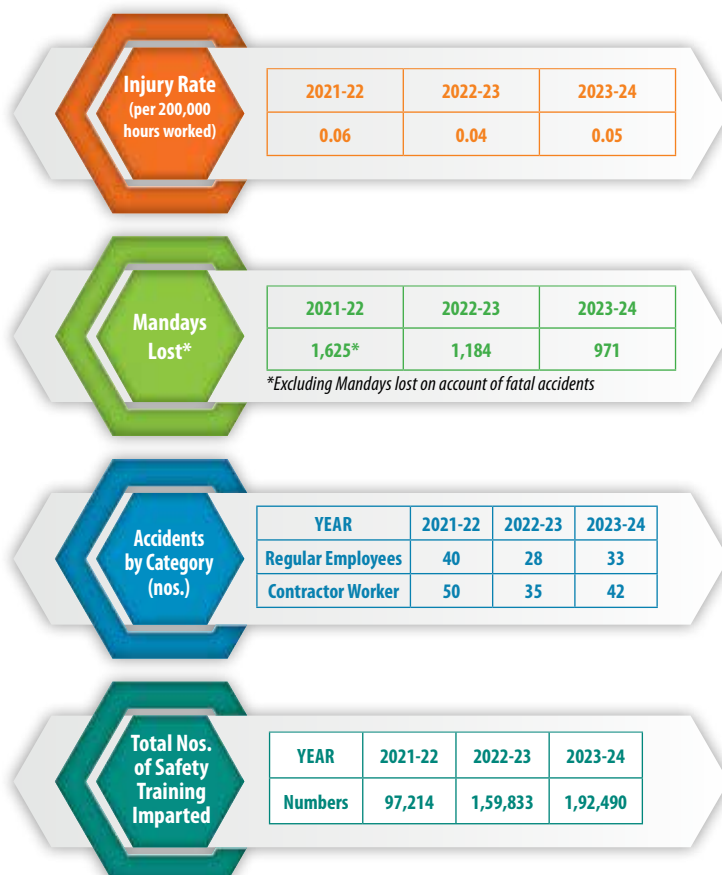 Injury Rate
(per 200,000
hours worked)
2021-22 2022-23 2023-24
0.06 0.04 0.05
Mandays
Lost*
2021-22 2022-23 2023-24
1,625* 1,184 971
*Excluding Mandays lost on account of fatal accidents
Accidents
by Category
(nos.)
YEAR 2021-22 2022-23 2023-24
Regular Employees 40 28 33
Contractor Worker 50 35 42
Total Nos.
of Safety
Training
Imparted
YEAR 2021-22 2022-23 2023-24
Numbers 97,214 1,59,833 1,92,490